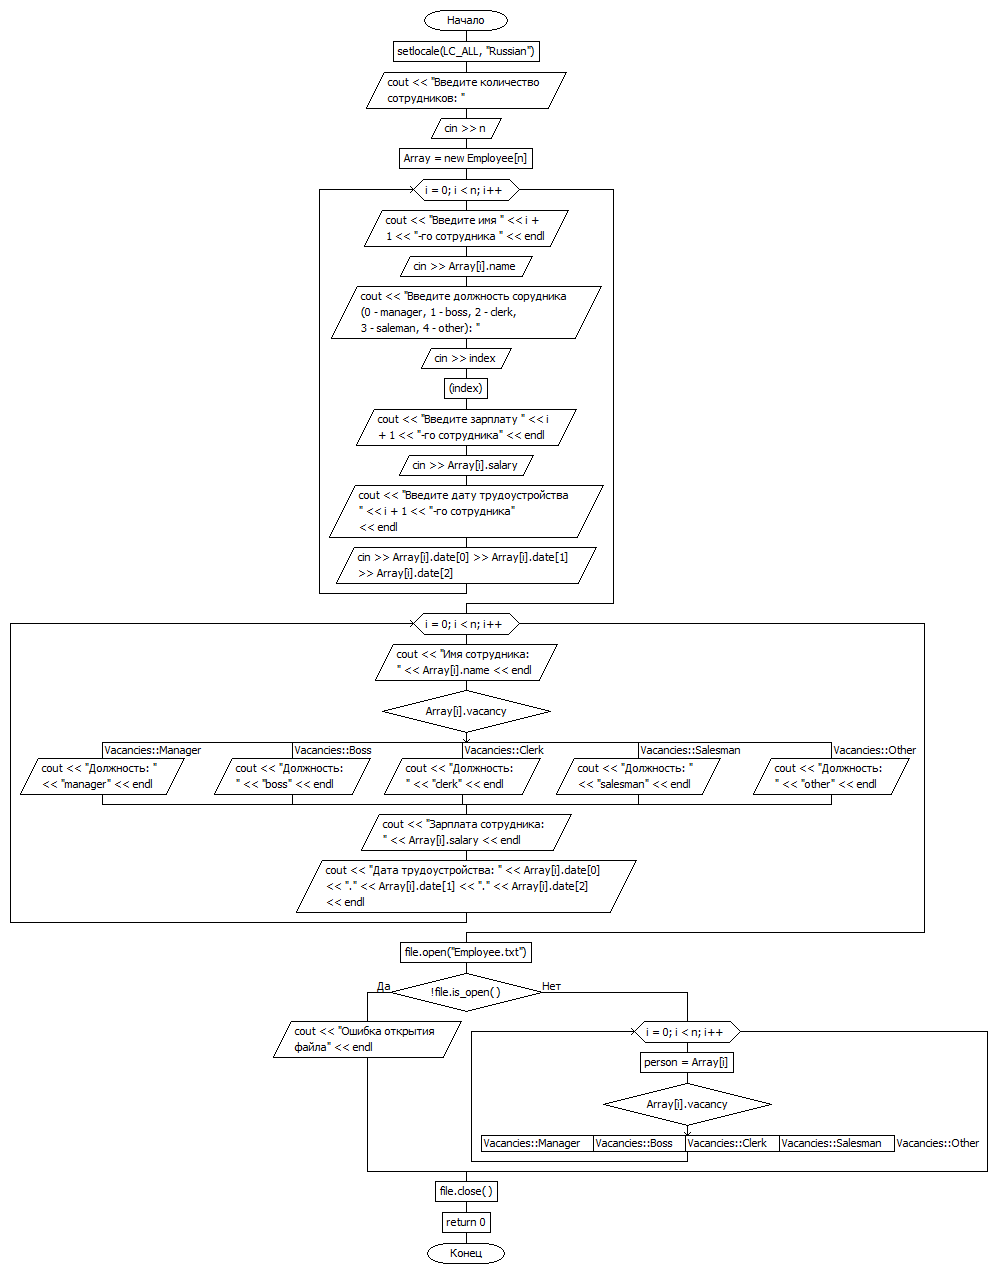 Начало
setlocale(LC_ALL, "Russian")
cout << "Введите количество
сотрудников: "
cin >> n
Array = new Employee[n]
i = 0; i < n; i++
cout << "Введите имя " << i +
1 << "-го сотрудника " << endl
cin >> Array[i].name
cout << "Введите должность сорудника
(0 - manager, 1 - boss, 2 - clerk,
3 - saleman, 4 - other): "
cin >> index
(index)
cout << "Введите зарплату " << i
+ 1 << "-го сотрудника" << endl
cin >> Array[i].salary
cout << "Введите дату трудоустройства
" << i + 1 << "-го сотрудника"
<< endl
cin >> Array[i].date[0] >> Array[i].date[1]
>> Array[i].date[2]
i = 0; i < n; i++
cout << "Имя сотрудника:
" << Array[i].name << endl
Array[i].vacancy
Vacancies::Manager
Vacancies::Boss
Vacancies::Clerk
Vacancies::Salesman
Vacancies::Other
cout << "Должность: "
<< "manager" << endl
cout << "Должность:
" << "boss" << endl
cout << "Должность:
" << "clerk" << endl
cout << "Должность: "
<< "salesman" << endl
cout << "Должность:
" << "other" << endl
cout << "Зарплата сотрудника:
" << Array[i].salary << endl
cout << "Дата трудоустройства: " << Array[i].date[0]
<< "." << Array[i].date[1] << "." << Array[i].date[2]
<< endl
file.open("Employee.txt")
Да
!file.is_open( )
Нет
cout << "Ошибка открытия
файла" << endl
i = 0; i < n; i++
person = Array[i]
Array[i].vacancy
Vacancies::Manager
Vacancies::Boss
Vacancies::Clerk
Vacancies::Salesman
Vacancies::Other
file.close( )
return 0
Конец